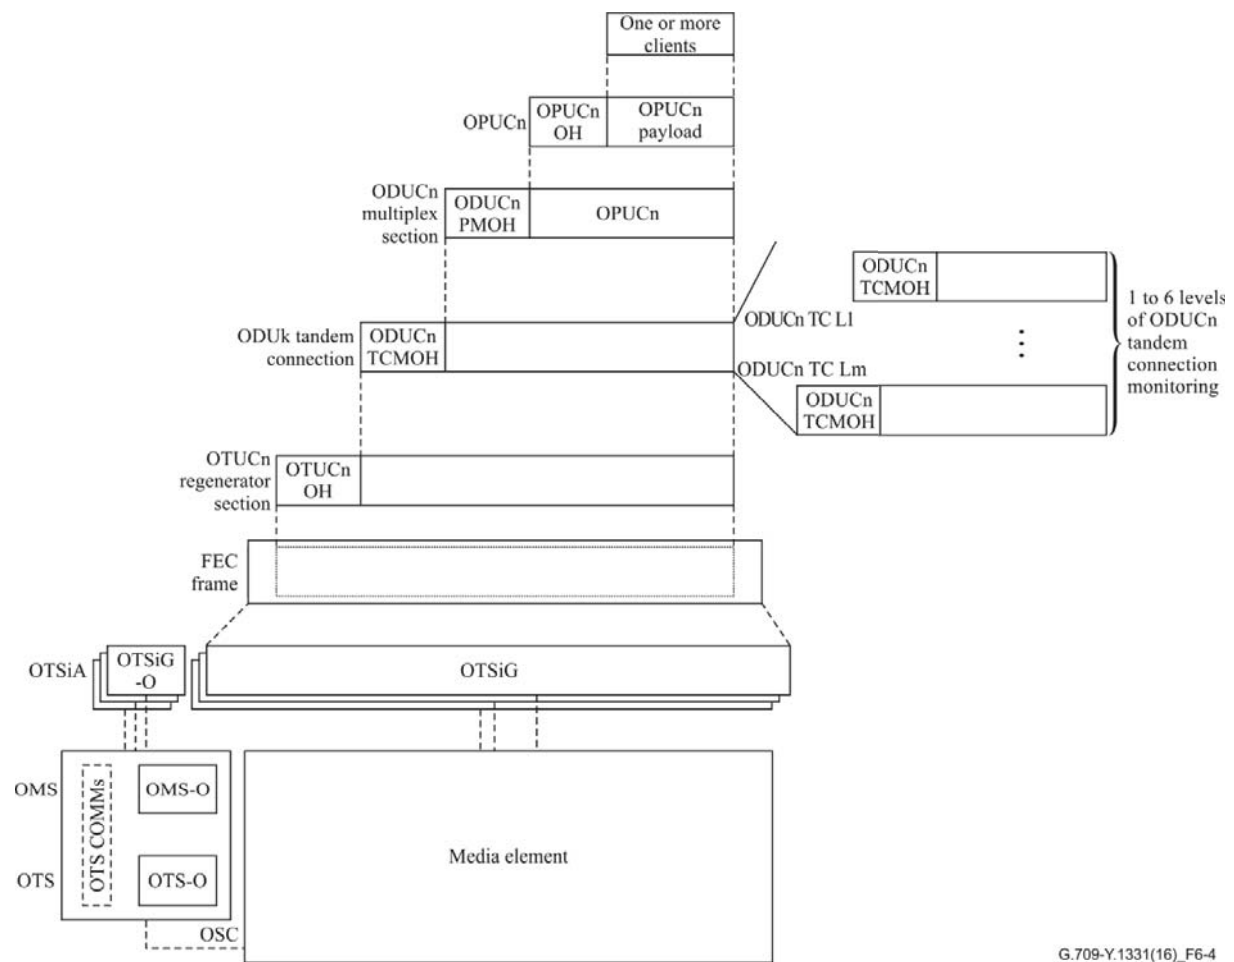 One or more
clients
OPUCn
OPUCn
OH
OPUCn
payload
ODUCn
multiplex
section
ODUCn
PMOH
OPUCn
ODUCn
TCMOH
1 to 6 levels
of ODUCn
tandem
connection
monitoring
ODUCn TC L1
ODUk tandem
connection
ODUCn
TCMOH
ODUCn TC Lm
ODUCn
TCMOH
OTUCn
regenerator
section
OTUCn
OH
FEC
frame
OTSiA
OTSiG
-O
OTSiG
OMS
OTS COMMs
OMS-O
Media element
OTS
OTS-O
OSC
G.709-Y.1331(16)_F6-4